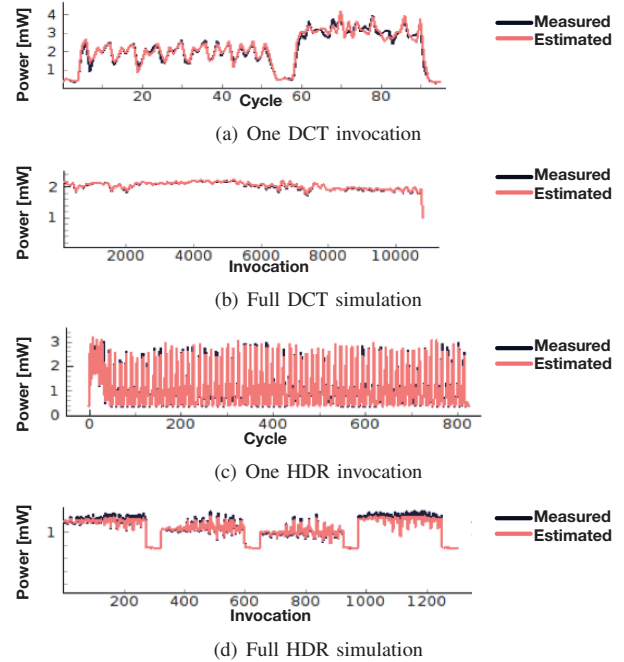 Power [mW]
4
3
2
1
19 39 60 80
Cycle
Measured
Estimated
(a) One DCT invocation
Power [mW]
2
1
2000 4000 6000 8000 10000
Invocation
Measured
Estimated
(b) Full DCT simulation
Power [mW]
3
2
1
0
0 200 400 600 800
Cycle
Measured
Estimated
(c) One HDR invocation
Power [mW]
1
200 400 600 800 1000 1200
Invocation
Measured
Estimated
(d) Full HDR simulation